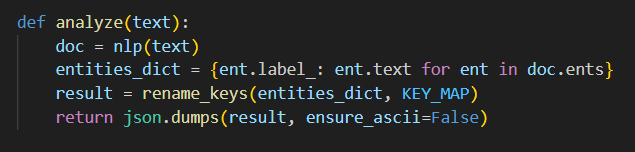 def analyze(text):
    doc = nlp(text)
    entities_dict = {ent.label_: ent.text for ent in doc.ents}
    result = rename_keys(entities_dict, KEY_MAP)
    return json.dumps(result, ensure_ascii=False)